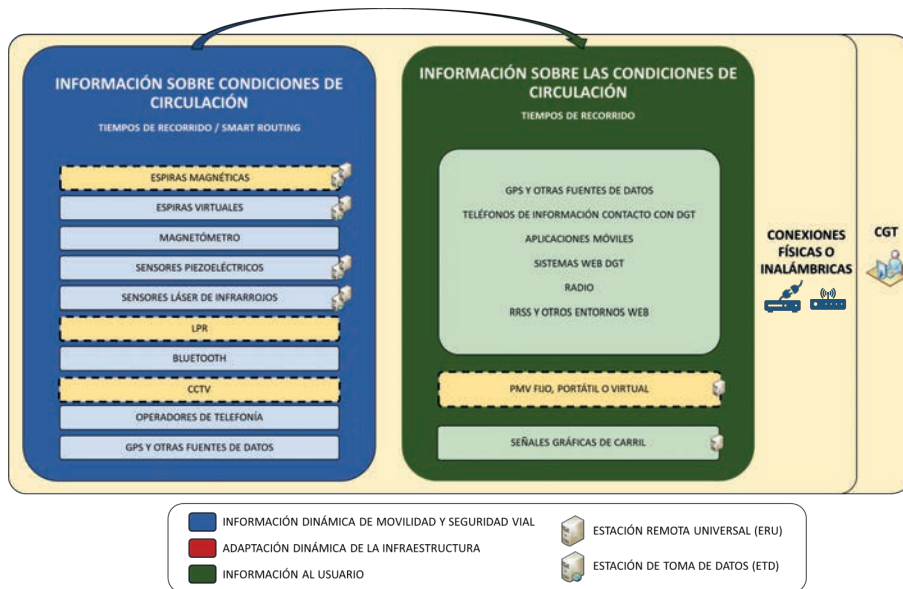 INFORMACIÓN SOBRE CONDICIONES DE
CIRCULACIÓN
TIEMPOS DE RECORRIDO / SMART ROUTING
ESPIRAS MAGNÉTICAS
ESPIRAS VIRTUALES
MAGNETÓMETRO
SENSORES PIEZOELÉCTRICOS
SENSORES LÁSER DE INFRARROJOS
LPR
BLUETOOTH
CCTV
OPERADORES DE TELEFONÍA
GPS Y OTRAS FUENTES DE DATOS
INFORMACIÓN SOBRE LAS CONDICIONES DE
CIRCULACIÓN
TIEMPOS DE RECORRIDO
GPS Y OTRAS FUENTES DE DATOS
TELÉFONOS DE INFORMACIÓN CONTACTO CON DGT
APLICACIONES MÓVILES
SISTEMAS WEB DGT
RADIO
RRSS Y OTROS ENTORNOS WEB
PMV FIJO, PORTÁTIL O VIRTUAL
SEÑALES GRÁFICAS DE CARRIL
CONEXIONES
FÍSICAS O
INALÁMBRICAS
CGT
INFORMACIÓN DINÁMICA DE MOVILIDAD Y SEGURIDAD VIAL
ADAPTACIÓN DINÁMICA DE LA INFRAESTRUCTURA
INFORMACIÓN AL USUARIO
ESTACIÓN REMOTA UNIVERSAL (ERU)
ESTACIÓN DE TOMA DE DATOS (ETD)